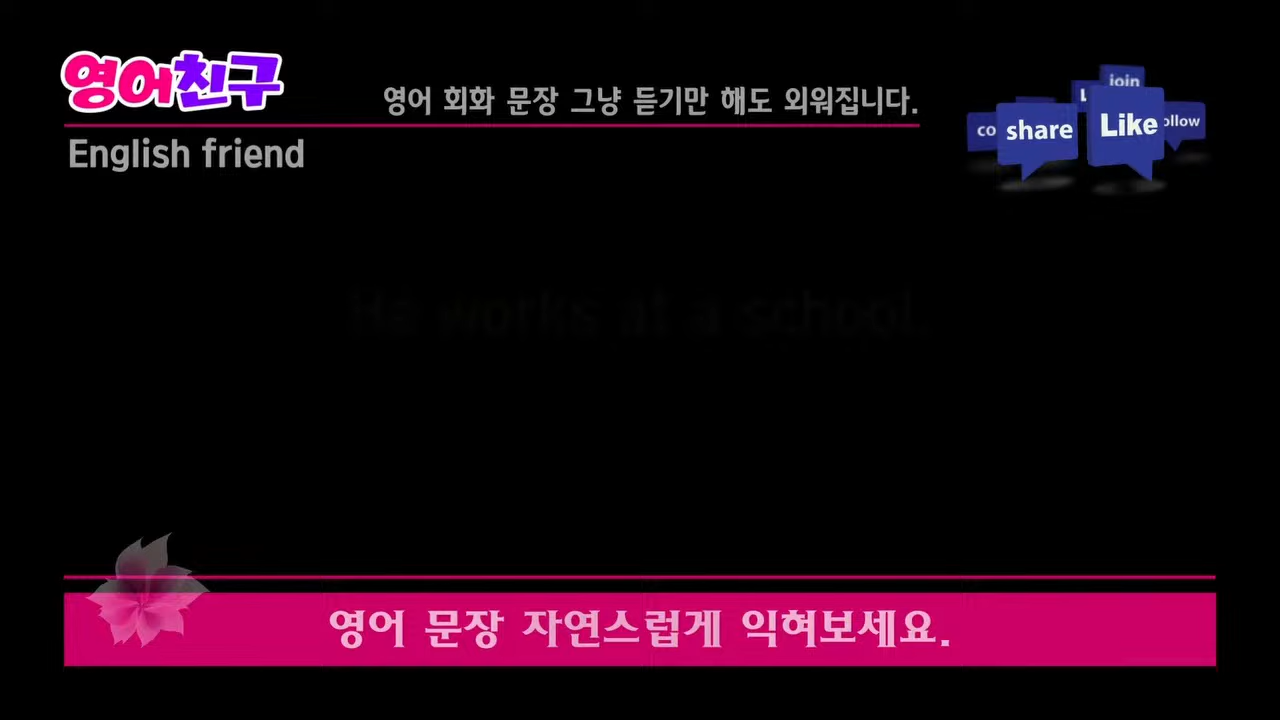 영어친구
영어 회화 문장 그냥 듣기만 해도 외워집니다.
English friend
join
share
Like
He works at a school.
영어 문장 자연스럽게 익혀보세요.